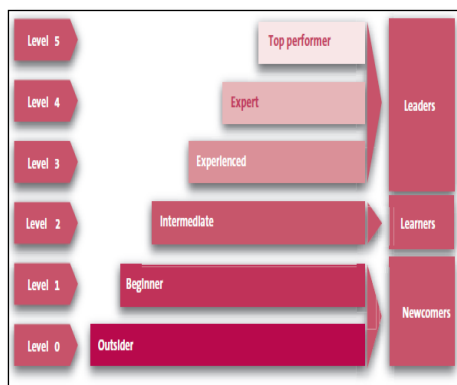 Level 5
Top performer
Level 4
Expert
Leaders
Level 3
Experienced
Level 2
Intermediate
Learners
Level 1
Beginner
Newcomers
Level 0
Outsider